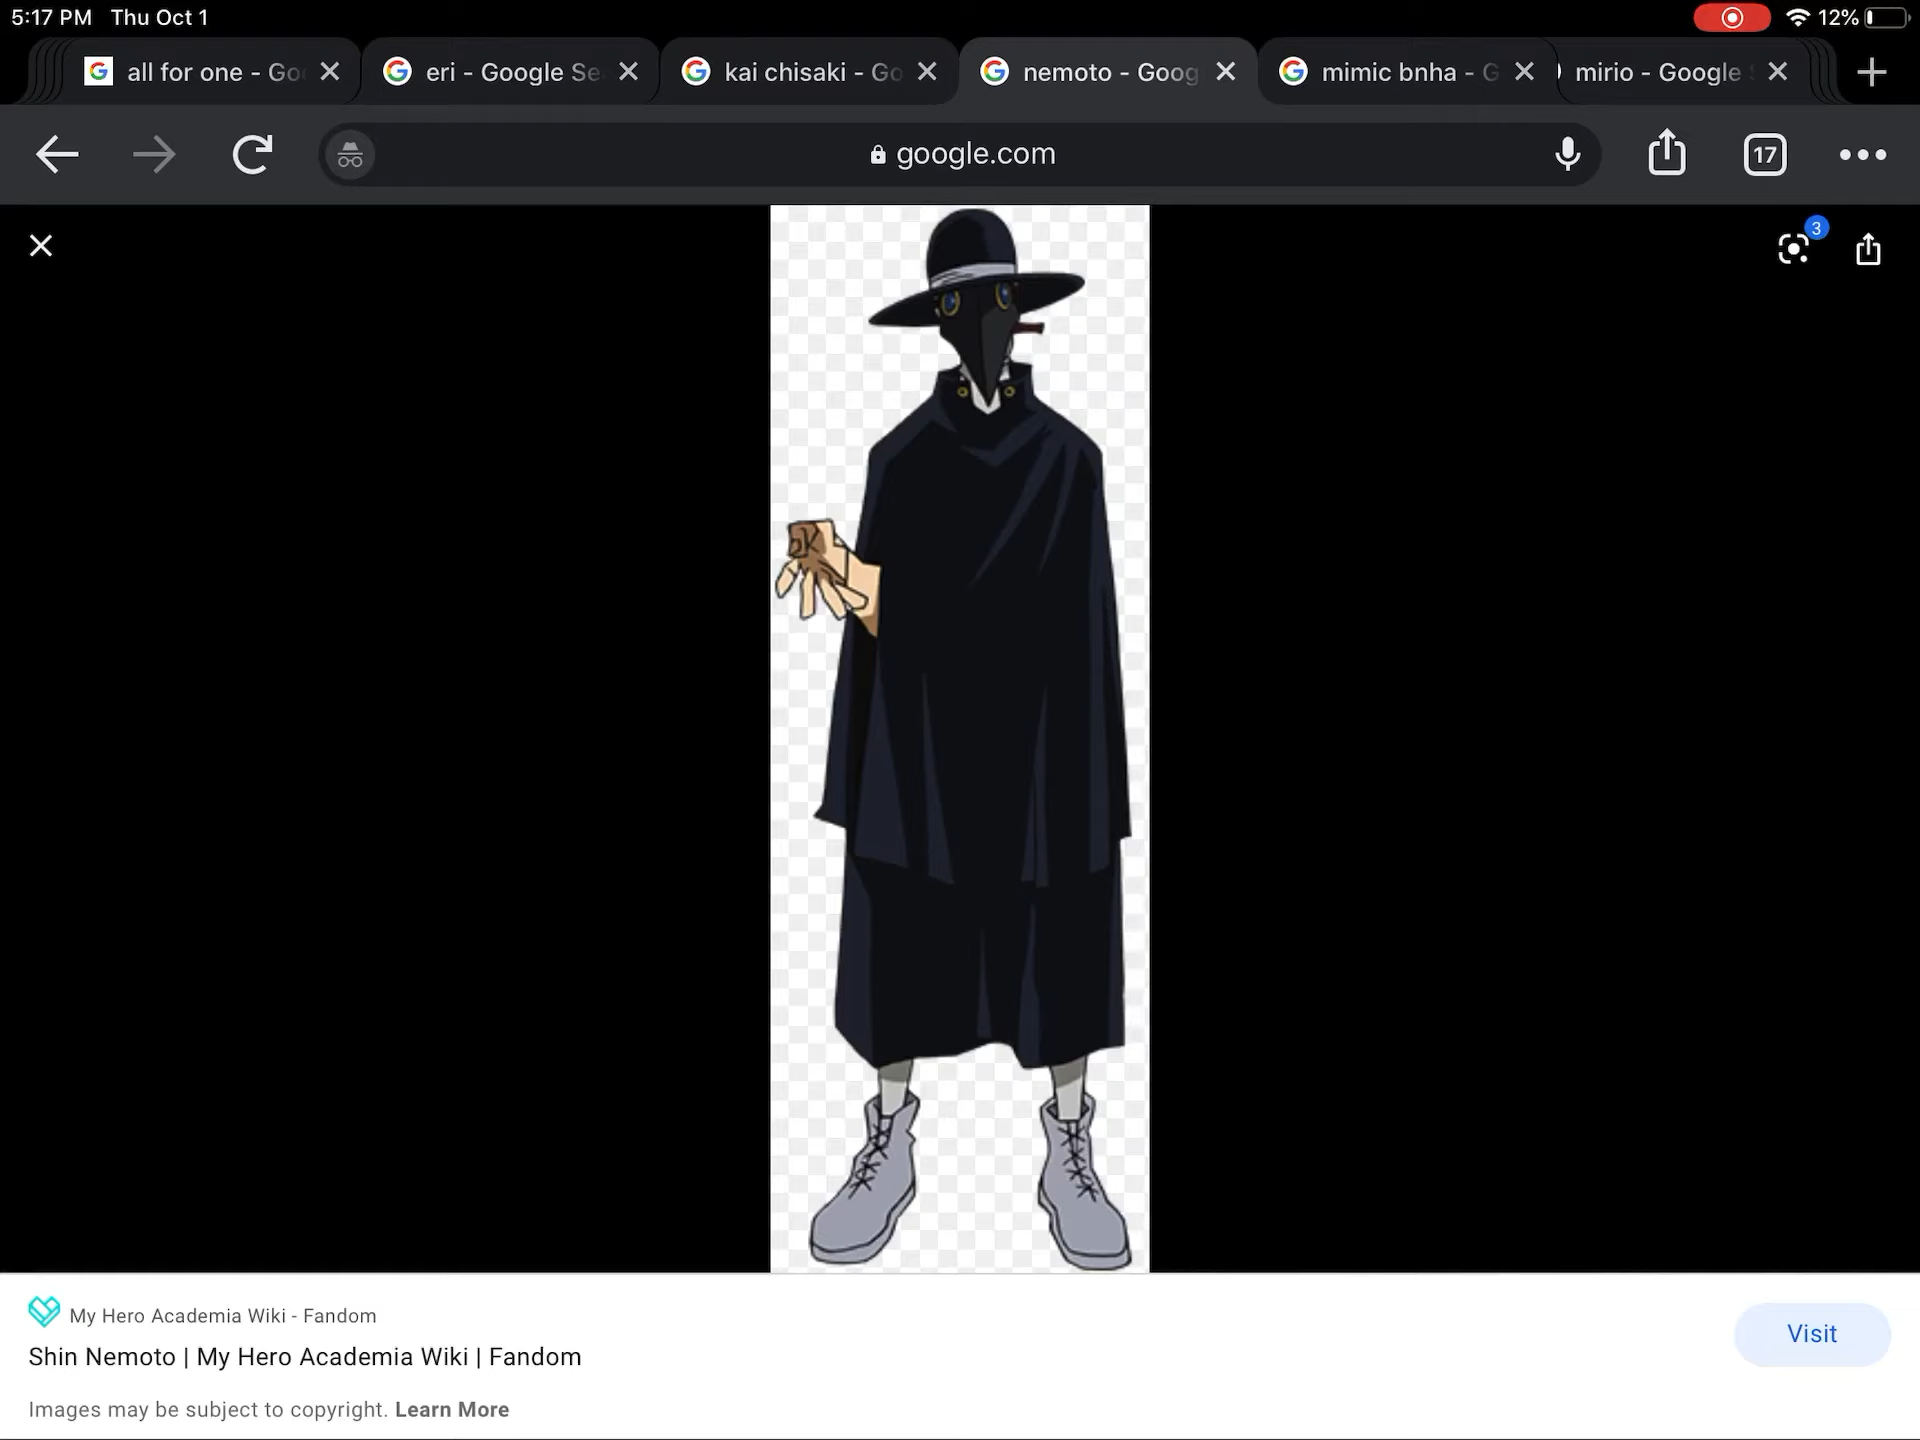 5:17 PM Thu Oct 1
12%
all for one - Go
eri - Google Se
kai chisaki - Go
nemoto - Goog
mimic bnha - G
mirio - Google
google.com
17
3
My Hero Academia Wiki - Fandom
Shin Nemoto | My Hero Academia Wiki | Fandom
Visit
Images may be subject to copyright. Learn More